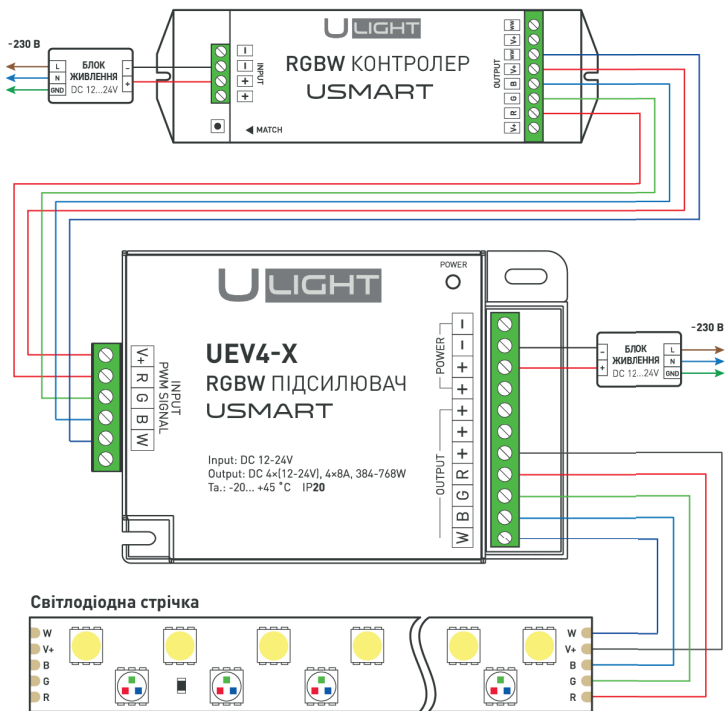 ~230 В
L
N
GND
БЛОК
ЖИВЛЕННЯ
DC 12...24V
–
+
–
–
+
+
INPUT
◀ MATCH
U LIGHT
RGBW КОНТРОЛЕР
USMART
OUTPUT
WW
V+
WW
V+
B
G
R
V+
U LIGHT
POWER
UEV4-X
RGBW ПІДСИЛЮВАЧ
USMART
Input: DC 12-24V
Output: DC 4×(12-24V), 4×8A, 384-768W
Ta.: -20... +45 ˚C IP20
V+
R
G
B
W
INPUT
PWM SIGNAL
POWER
–
–
+
+
OUTPUT
+
+
+
R
G
B
W
~230 В
–
+
БЛОК
ЖИВЛЕННЯ
DC 12...24V
L
N
GND
Світлодіодна стрічка
W
V+
B
G
R
W
V+
B
G
R